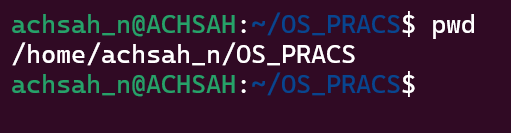 achsah_n@ACHSAH:~/OS_PRACS$ pwd
/home/achsah_n/OS_PRACS
achsah_n@ACHSAH:~/OS_PRACS$